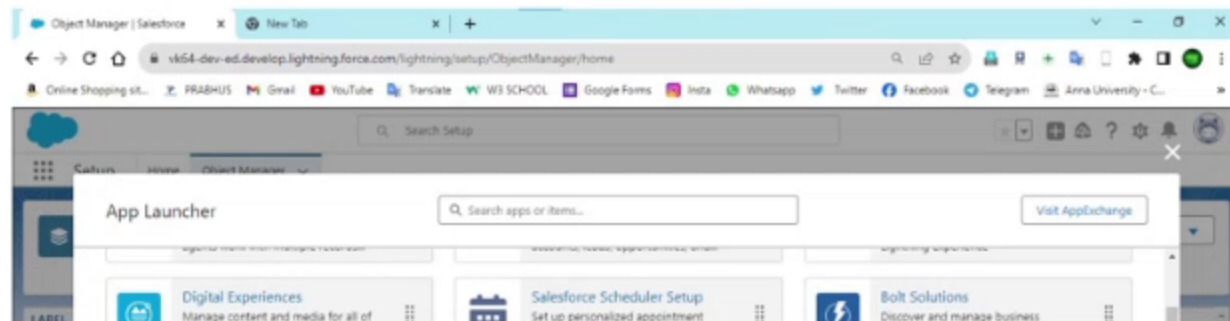 Object Manager | Salesforce
New Tab
vk64-dev-ed.develop.lightning.force.com/lightning/setup/ObjectManager/home
Online Shopping sit... PRABHUS Gmail YouTube Translate W3 SCHOOL Google Forms Insta Whatsapp Twitter Facebook Telegram Anna University - C...
Search Setup
Setup Home Object Manager
App Launcher Search apps or items... Visit AppExchange
Digital Experiences Salesforce Scheduler Setup Bolt Solutions
Manage content and media for all of Set up personalized appointment Discover and manage business
LABEL